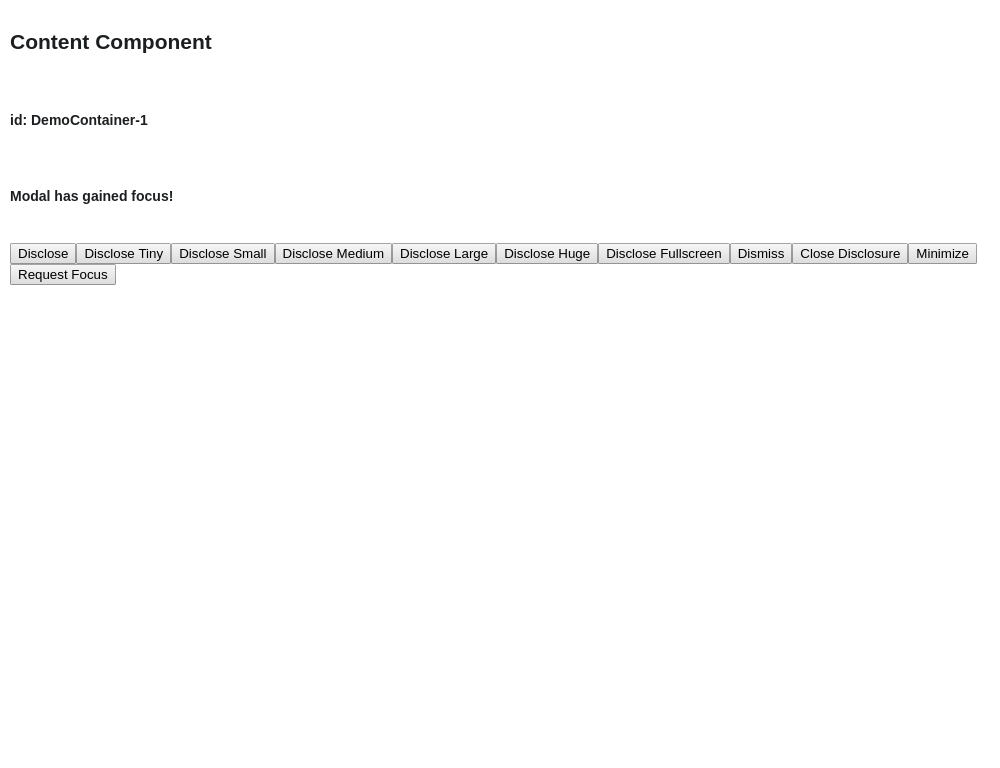 Content Component
id: DemoContainer-1
Modal has gained focus!
Disclose Disclose Tiny Disclose Small Disclose Medium Disclose Large Disclose Huge Disclose Fullscreen Dismiss Close Disclosure Minimize
Request Focus